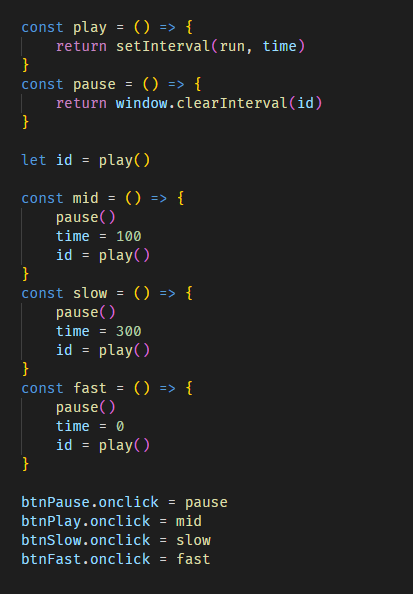 const play = () => {
    return setInterval(run, time)
}
const pause = () => {
    return window.clearInterval(id)
}

let id = play()

const mid = () => {
    pause()
    time = 100
    id = play()
}
const slow = () => {
    pause()
    time = 300
    id = play()
}
const fast = () => {
    pause()
    time = 0
    id = play()
}

btnPause.onclick = pause
btnPlay.onclick = mid
btnSlow.onclick = slow
btnFast.onclick = fast